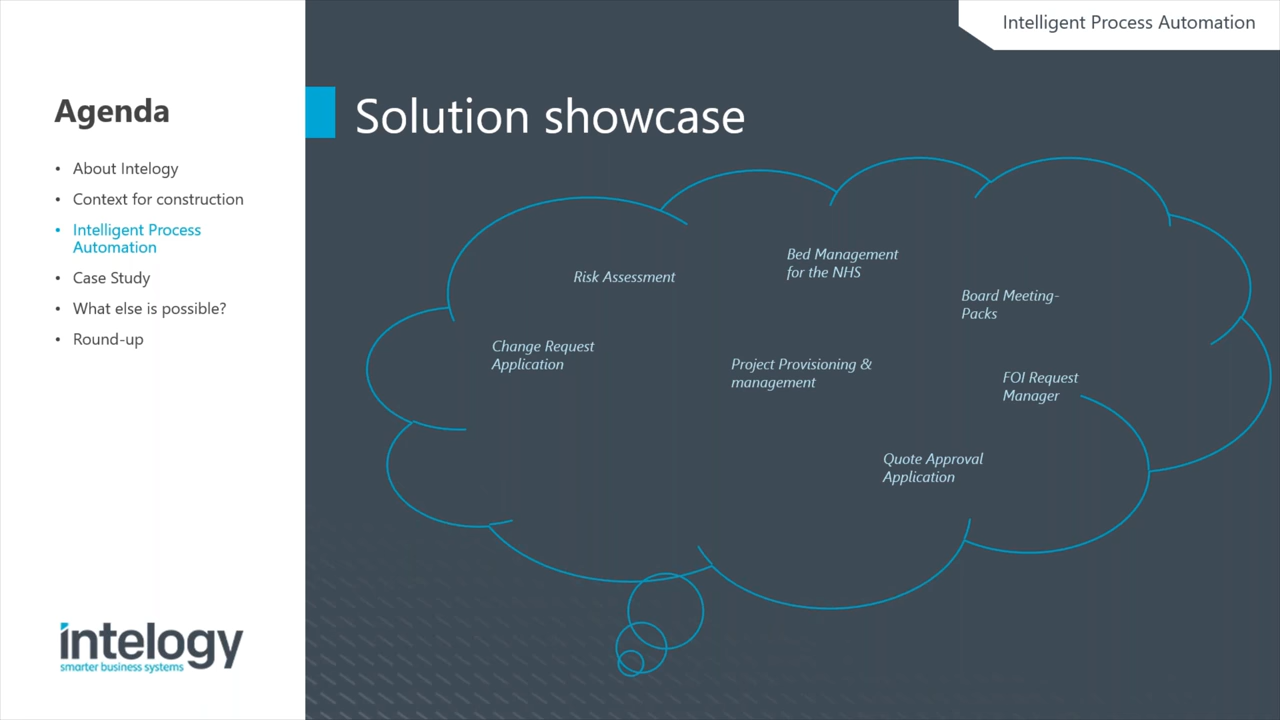 Intelligent Process Automation
Agenda
• About Intelogy
• Context for construction
• Intelligent Process
Automation
• Case Study
• What else is possible?
• Round-up
intelogy
smarter business systems
Solution showcase
Risk Assessment
Bed Management
for the NHS
Board Meeting-
Packs
Change Request
Application
Project Provisioning &
management
FOI Request
Manager
Quote Approval
Application